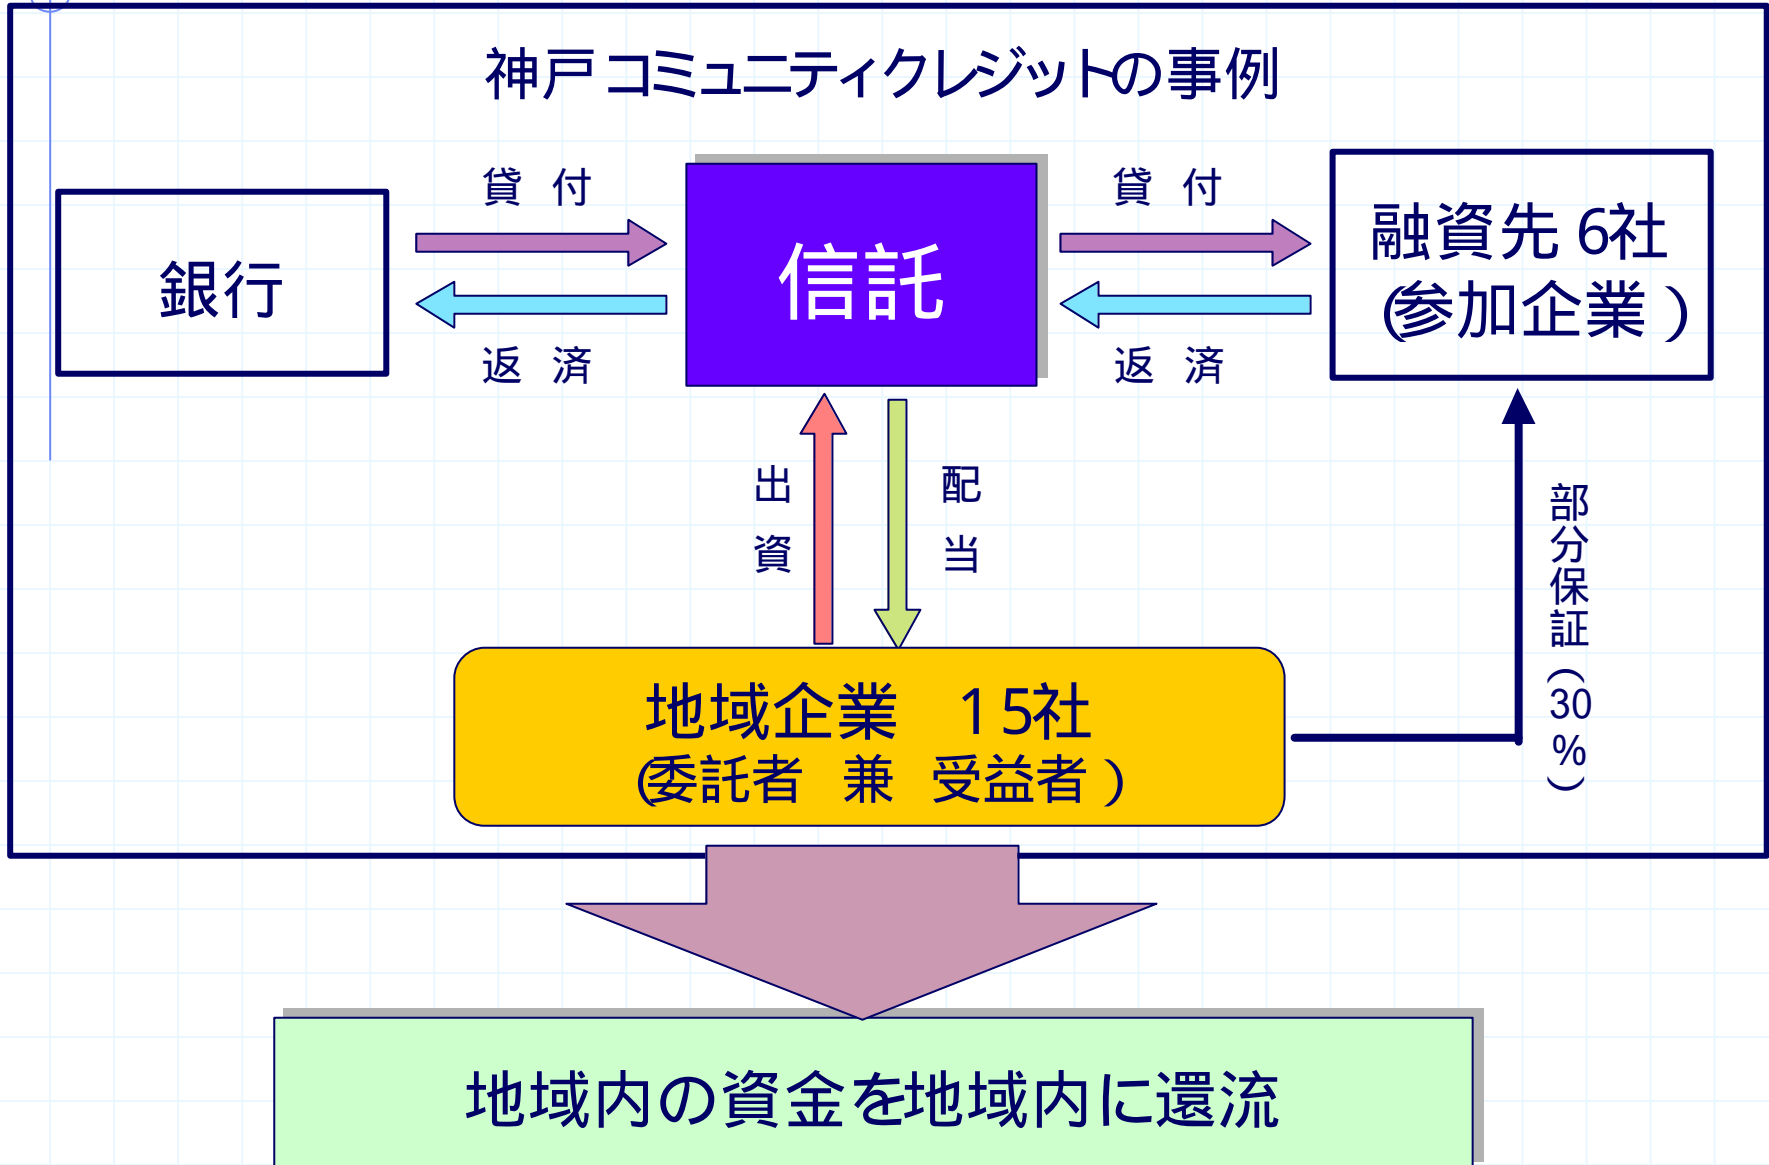 神戸コミュニティクレジットの事例
貸 付
貸 付
銀行
信託
融資先6社
(参加企業)
返 済
返 済
出資
配当
部分保証(30%)
地域企業 15社
(委託者 兼 受益者)
地域内の資金を地域内に還流